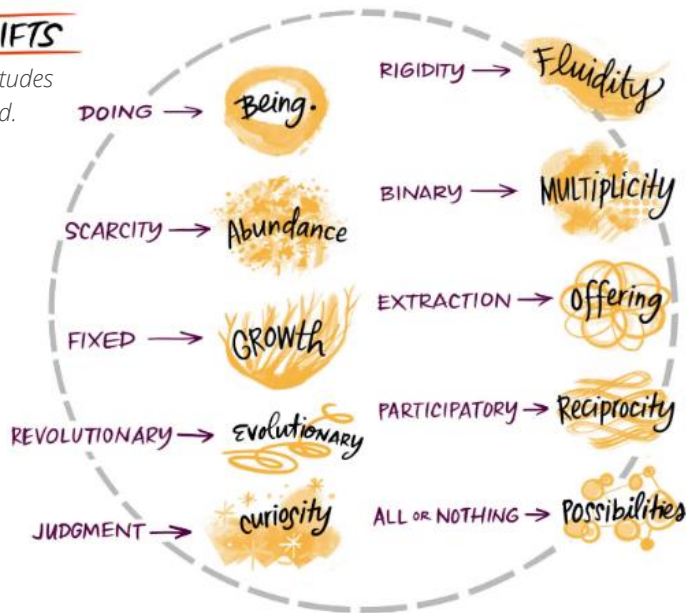 IFTS
itudes
d.
DOING → Being.
SCARCITY → Abundance
FIXED → GROWTH
REVOLUTIONARY → EVOLUTIONARY
JUDGMENT → curiosity
RIGIDITY → Fluidity
BINARY → MULTIPLICITY
EXTRACTION → Offering
PARTICIPATORY → Reciprocity
ALL OR NOTHING → POSSIBILITIES